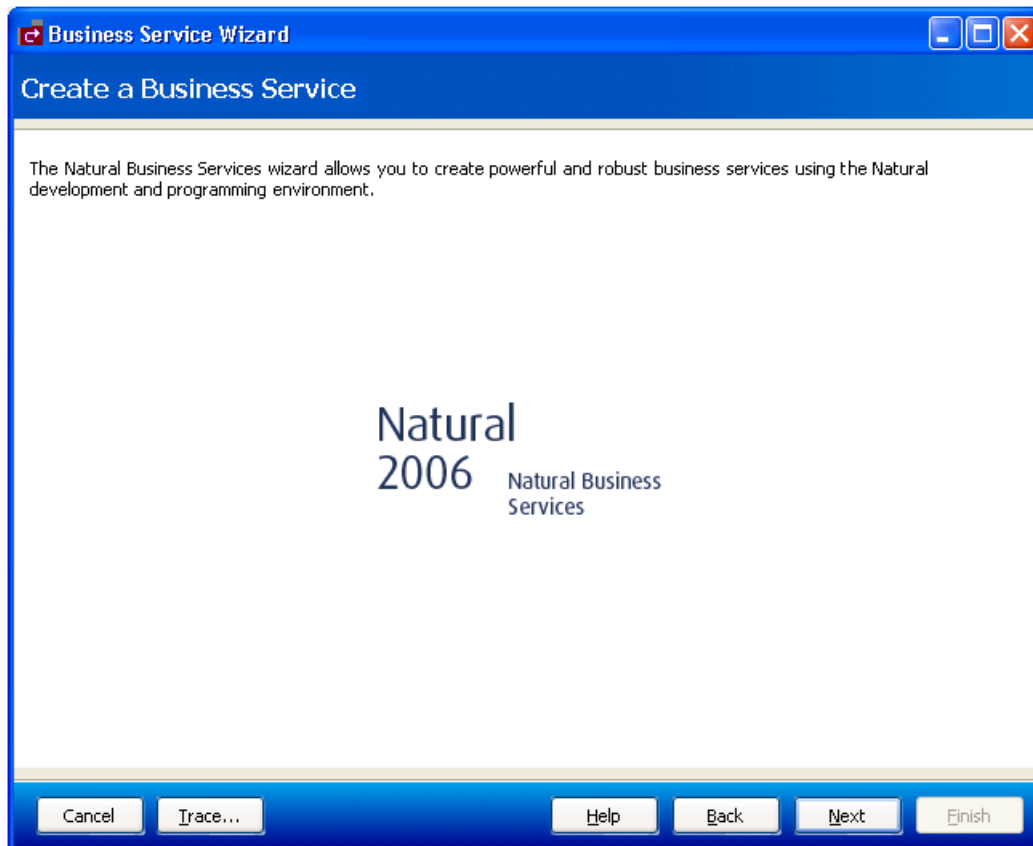 Business Service Wizard
Create a Business Service
The Natural Business Services wizard allows you to create powerful and robust business services using the Natural
development and programming environment.
Natural
2006 Natural Business
Services
Cancel Trace... Help Back Next Finish